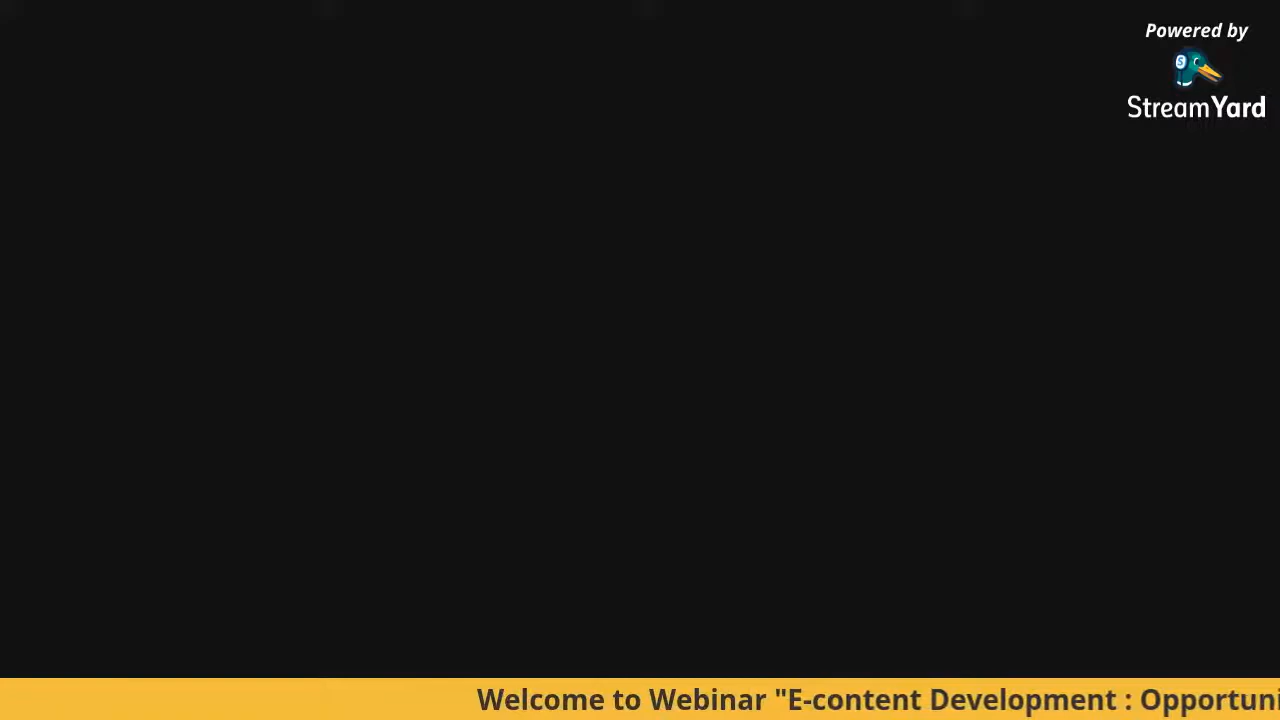 Powered by
S
StreamYard
Welcome to Webinar "E-content Development : Opportuni